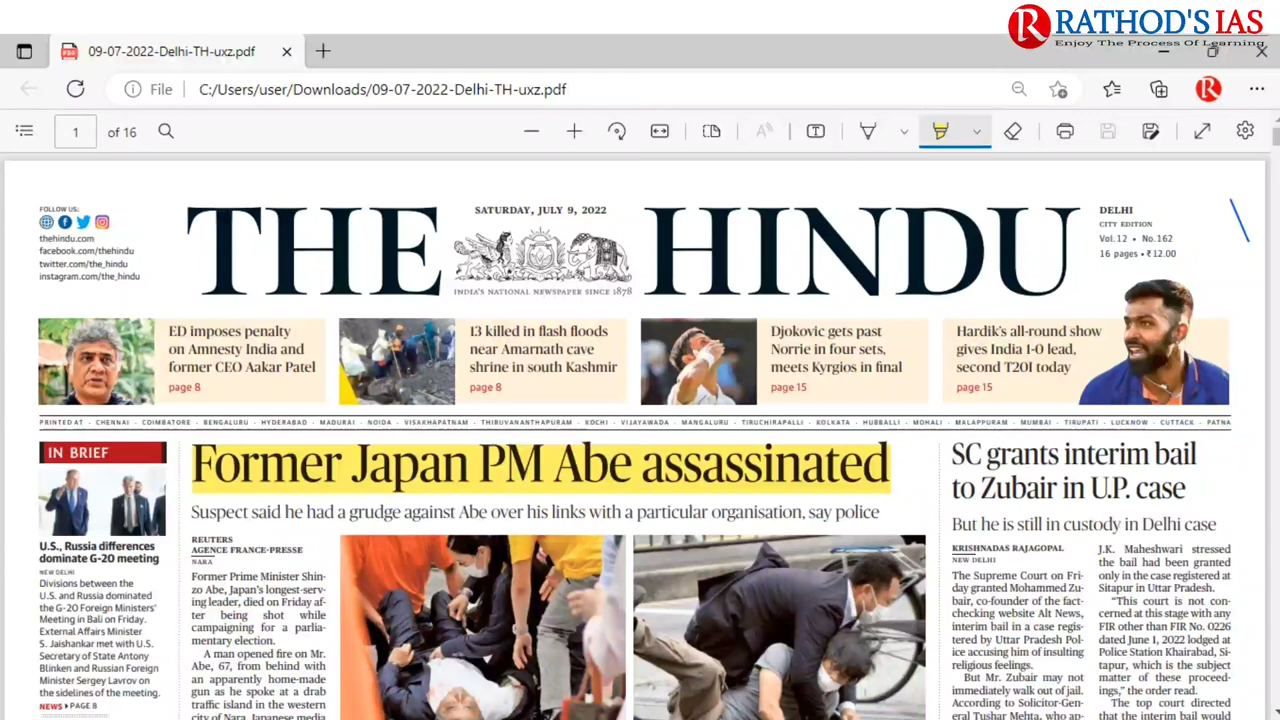 RATHOD'S IAS
Enjoy The Process Of Learning
09-07-2022-Delhi-TH-uxz.pdf
File
C:/Users/user/Downloads/09-07-2022-Delhi-TH-uxz.pdf
1 of 16
FOLLOW US:
thehindu.com
facebook.com/thehindu
twitter.com/the_hindu
instagram.com/the_hindu
THE HINDU
SATURDAY, JULY 9, 2022
INDIA'S NATIONAL NEWSPAPER SINCE 1878
DELHI
CITY EDITION
Vol.12 • No.162
16 pages • ₹12.00
ED imposes penalty
on Amnesty India and
former CEO Aakar Patel
page 8
13 killed in flash floods
near Amarnath cave
shrine in south Kashmir
page 8
Djokovic gets past
Norrie in four sets,
meets Kyrgios in final
page 15
Hardik's all-round show
gives India 1-0 lead,
second T20I today
page 15
PRINTED AT • CHENNAI • COIMBATORE • BENGALURU • HYDERABAD • MADURAI • NOIDA • VISAKHAPATNAM • THIRUVANANTHAPURAM • KOCHI • VIJAYAWADA • MANGALURU • TIRUCHIRAPALLI • KOLKATA • HUBBALLI • MOHALI • MALAPPURAM • MUMBAI • TIRUPATI • LUCKNOW • CUTTACK • PATNA
IN BRIEF
U.S., Russia differences
dominate G-20 meeting
NEW DELHI
Divisions between the
U.S. and Russia dominated
the G-20 Foreign Ministers'
Meeting in Bali on Friday.
External Affairs Minister
S. Jaishankar met with U.S.
Secretary of State Antony
Blinken and Russian Foreign
Minister Sergey Lavrov on
the sidelines of the meeting.
NEWS PAGE 8
Former Japan PM Abe assassinated
Suspect said he had a grudge against Abe over his links with a particular organisation, say police
REUTERS
AGENCE FRANCE-PRESSE
NARA
Former Prime Minister Shin-
zo Abe, Japan's longest-serv-
ing leader, died on Friday af-
ter being shot while
campaigning for a parlia-
mentary election.
A man opened fire on Mr.
Abe, 67, from behind with
an apparently home-made
gun as he spoke at a drab
traffic island in the western
city of Nara, Japanese media
SC grants interim bail
to Zubair in U.P. case
But he is still in custody in Delhi case
KRISHNADAS RAJAGOPAL
NEW DELHI
The Supreme Court on Fri-
day granted Mohammed Zu-
bair, co-founder of the fact-
checking website Alt News,
interim bail in a case regis-
tered by Uttar Pradesh Pol-
ice accusing him of insulting
religious feelings.
But Mr. Zubair may not
immediately walk out of jail.
According to Solicitor-Gen-
eral Tushar Mehta, who ap-
J.K. Maheshwari stressed
the bail had been granted
only in the case registered at
Sitapur in Uttar Pradesh.
"This court is not con-
cerned at this stage with any
FIR other than FIR No. 0226
dated June 1, 2022 lodged at
Police Station Khairabad, Si-
tapur, which is the subject
matter of these proceed-
ings," the order read.
The top court directed
that the interim bail would